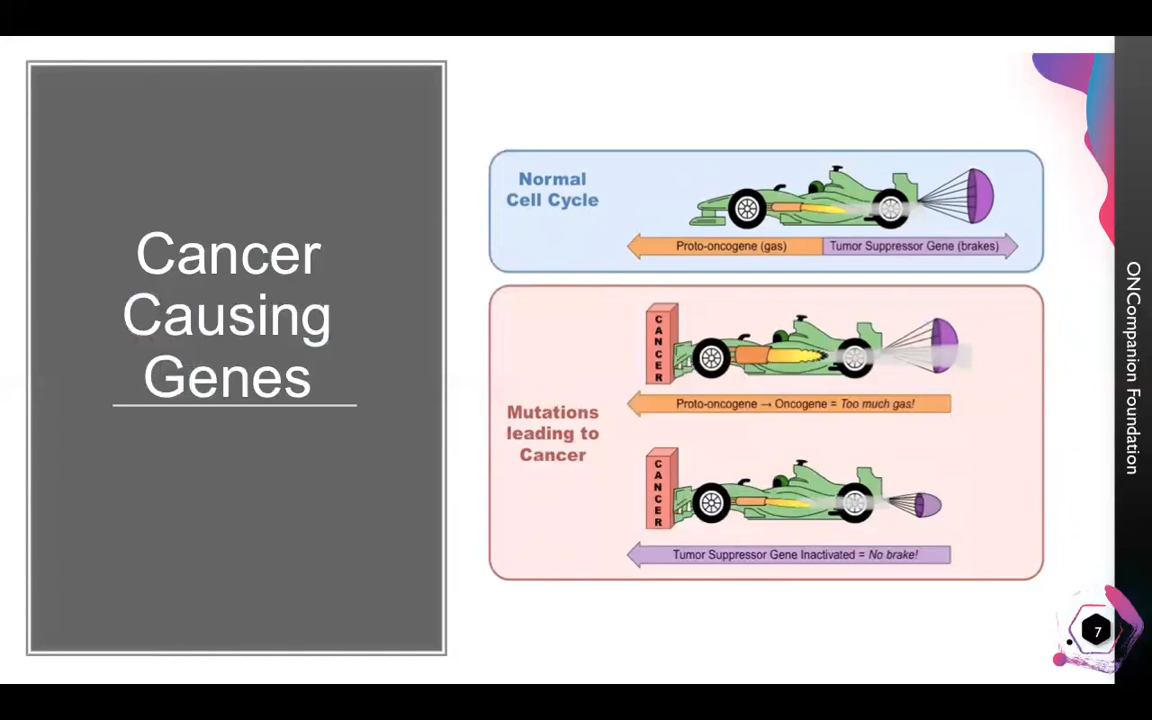 Cancer
Causing
Genes
Normal
Cell Cycle
Proto-oncogene (gas)
Tumor Suppressor Gene (brakes)
Mutations
leading to
Cancer
CANCER
Proto-oncogene → Oncogene = Too much gas!
CANCER
Tumor Suppressor Gene Inactivated = No brake!
ONCompanion Foundation
7